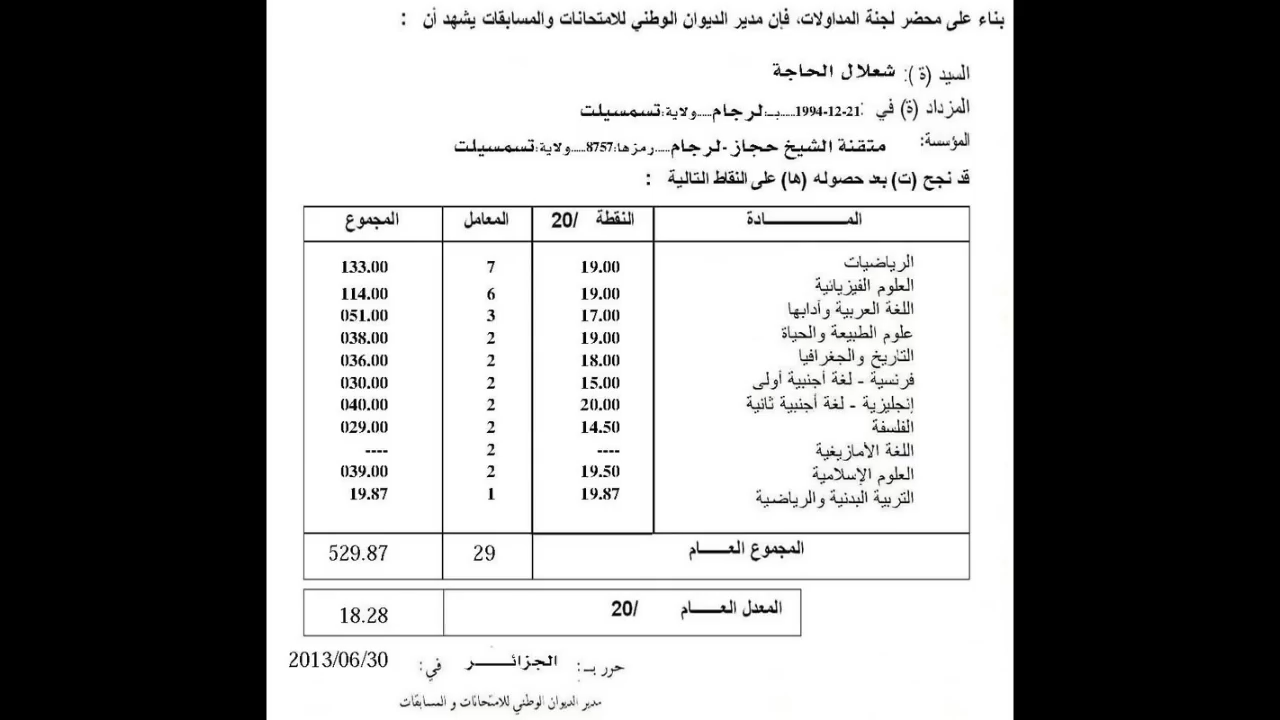 بناء على محضر لجنة المداولات، فإن مدير الديوان الوطني للامتحانات والمسابقات يشهد أن :
السيد (ة ): شعلال الحاجة
المزداد (ة) في : 21-12-1994.....بـ:لرجام.....ولاية:تسمسيلت
المؤسسة: متقنة الشيخ حجاز-لرجام.....رمزها:8757.....ولاية:تسمسيلت
قد نجح (ت) بعد حصوله (ها) على النقاط التالية :
المــــــــادة النقطة /20 المعامل المجموع
الرياضيات 19.00 7 133.00
العلوم الفيزيائية 19.00 6 114.00
اللغة العربية وأدابها 17.00 3 051.00
علوم الطبيعة والحياة 19.00 2 038.00
التاريخ والجغرافيا 18.00 2 036.00
فرنسية - لغة أجنبية أولى 15.00 2 030.00
إنجليزية - لغة أجنبية ثانية 20.00 2 040.00
الفلسفة 14.50 2 029.00
اللغة الأمازيغية ---- 2 ----
العلوم الإسلامية 19.50 2 039.00
التربية البدنية والرياضية 19.87 1 19.87
المجموع العـــــام 29 529.87
المعدل العـــــام /20 18.28
حرر بـ: الجزائـــــر في: 2013/06/30
مدير الديوان الوطني للامتحانات و المسابقات